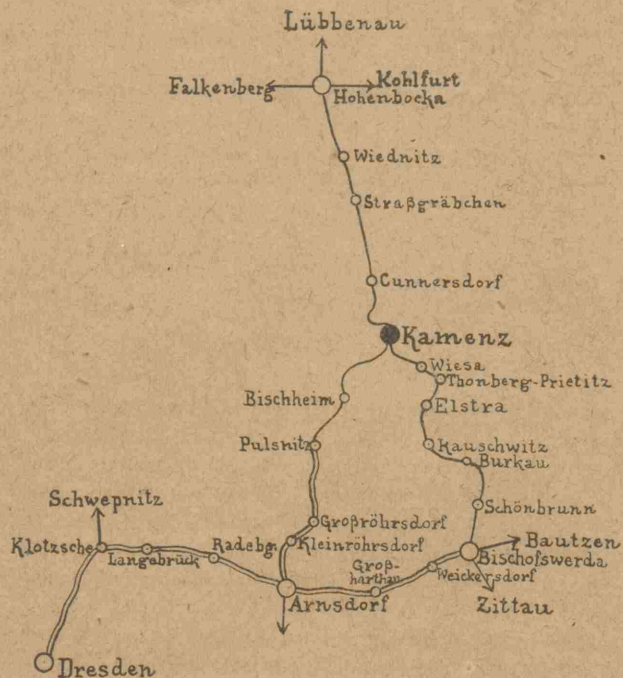 Lübbenau
Falkenberg
Kohlfurt
Hohenbocka
Wiednitz
Straßgräbchen
Cunnersdorf
Kamenz
Wiesa
Thonberg-Prietitz
Bischheim
Elstra
Pulsnitz
Kauschwitz
Burkau
Schwepnitz
Schönbrunn
Großröhrsdorf
Klotzsche
Langebrück
Radebg.
Kleinröhrsdorf
Bautzen
Bischofswerda
Groß-
harthau
Weickersdorf
Arnsdorf
Zittau
Dresden